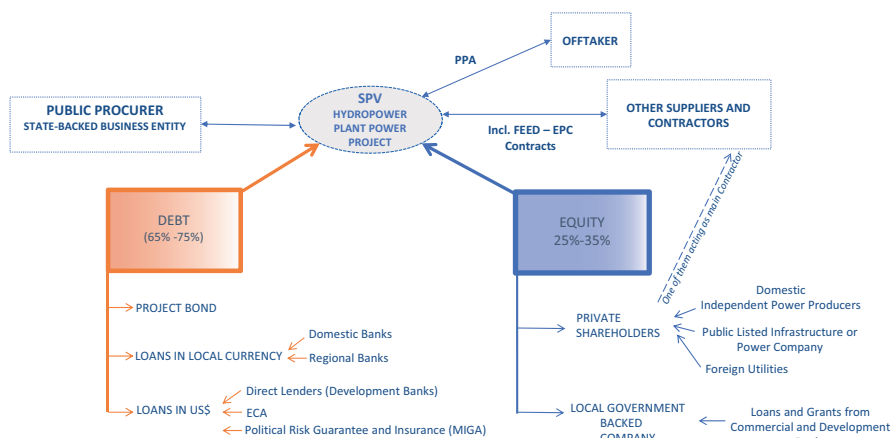 OFFTAKER
PPA
SPV
HYDROPOWER
PLANT POWER
PROJECT
PUBLIC PROCURER
STATE-BACKED BUSINESS ENTITY
OTHER SUPPLIERS AND
CONTRACTORS
Incl. FEED – EPC
Contracts
DEBT
(65% -75%)
EQUITY
25%-35%
One of them acting as main Contractor
PROJECT BOND
LOANS IN LOCAL CURRENCY
Domestic Banks
Regional Banks
LOANS IN US$
Direct Lenders (Development Banks)
ECA
Political Risk Guarantee and Insurance (MIGA)
PRIVATE
SHAREHOLDERS
Domestic
Independent Power Producers
Public Listed Infrastructure or
Power Company
Foreign Utilities
LOCAL GOVERNMENT
BACKED
COMPANY
Loans and Grants from
Commercial and Development